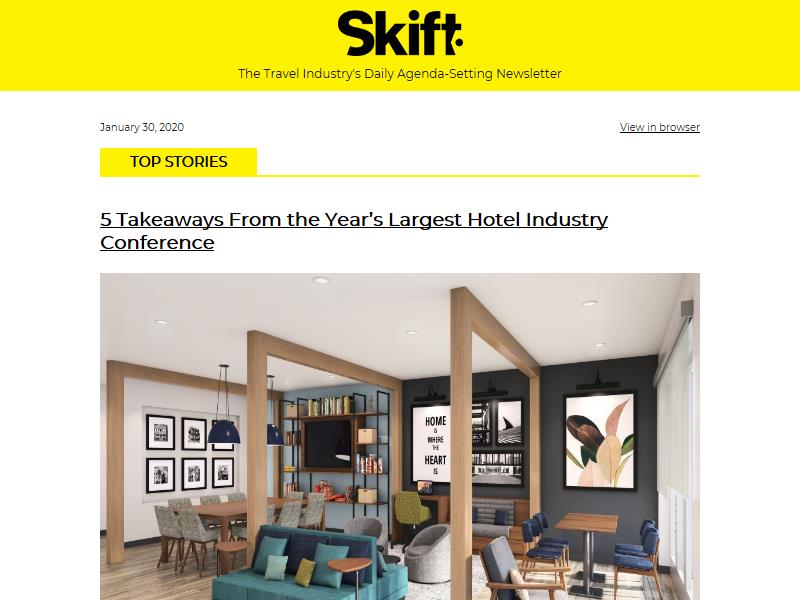 Skift
The Travel Industry's Daily Agenda-Setting Newsletter
January 30, 2020
View in browser
TOP STORIES
5 Takeaways From the Year’s Largest Hotel Industry
Conference
HOME
IS
WHERE
THE
HEART
IS